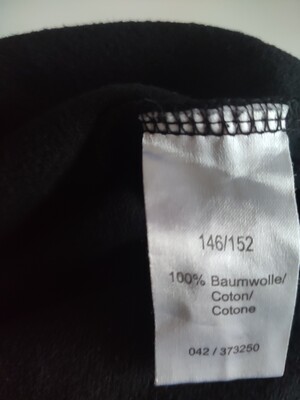 146/152
100% Baumwolle/
Coton/
Cotone
042 / 373250